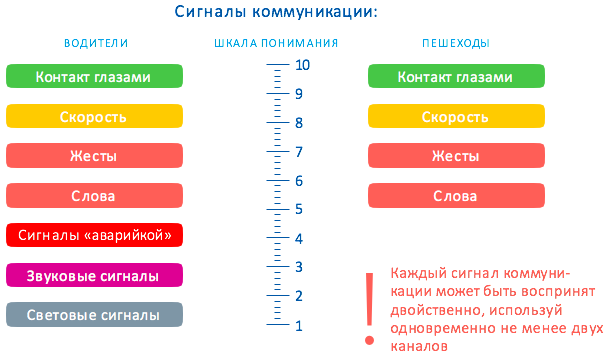 Сигналы коммуникации:
ВОДИТЕЛИ
ШКАЛА ПОНИМАНИЯ
ПЕШЕХОДЫ
Контакт глазами
Скорость
Жесты
Слова
Сигналы «аварийкой»
Звуковые сигналы
Световые сигналы
10
9
8
7
6
5
4
3
2
1
Контакт глазами
Скорость
Жесты
Слова
! Каждый сигнал коммуни-
кации может быть воспринят
двойственно, используй
одновременно не менее двух
каналов